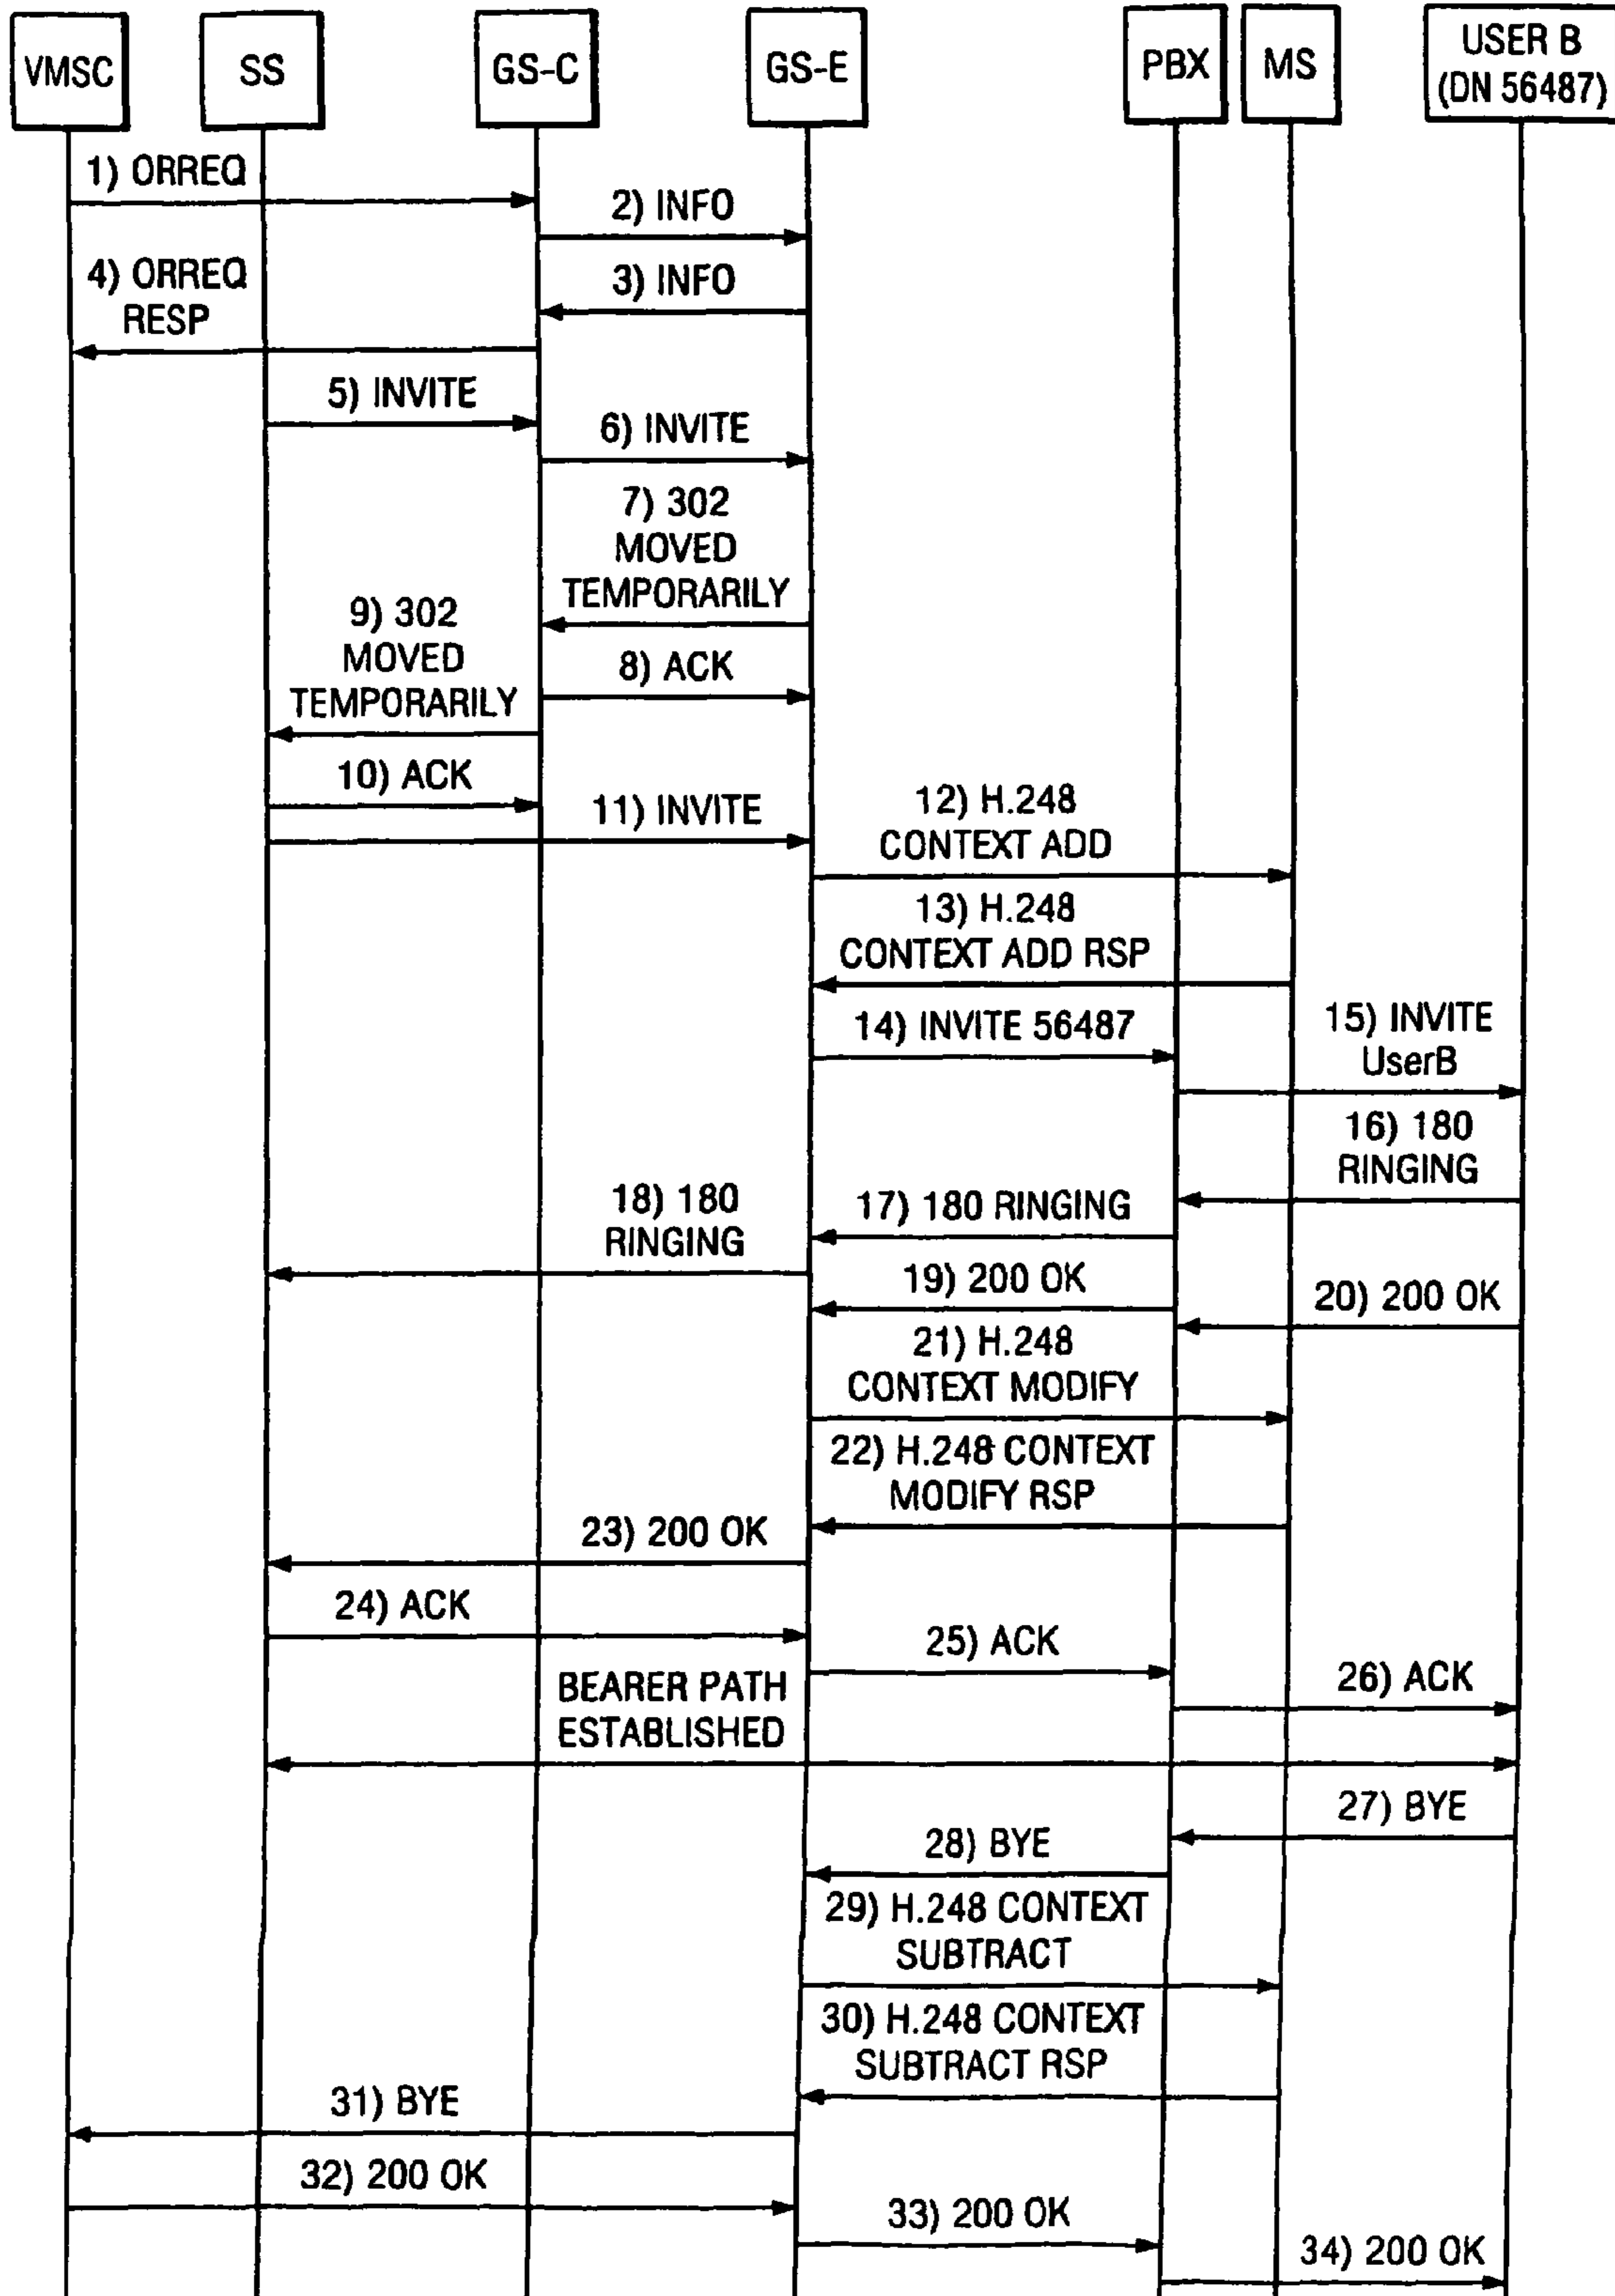 VMSC
SS
GS-C
GS-E
PBX
MS
USER B
(DN 56487)
1) ORREQ
2) INFO
4) ORREQ
RESP
3) INFO
5) INVITE
6) INVITE
7) 302
MOVED
TEMPORARILY
9) 302
MOVED
TEMPORARILY
8) ACK
10) ACK
11) INVITE
12) H.248
CONTEXT ADD
13) H.248
CONTEXT ADD RSP
14) INVITE 56487
15) INVITE
UserB
16) 180
RINGING
18) 180
RINGING
17) 180 RINGING
19) 200 OK
20) 200 OK
21) H.248
CONTEXT MODIFY
22) H.248 CONTEXT
MODIFY RSP
23) 200 OK
24) ACK
25) ACK
BEARER PATH
ESTABLISHED
26) ACK
27) BYE
28) BYE
29) H.248 CONTEXT
SUBTRACT
30) H.248 CONTEXT
SUBTRACT RSP
31) BYE
32) 200 OK
33) 200 OK
34) 200 OK